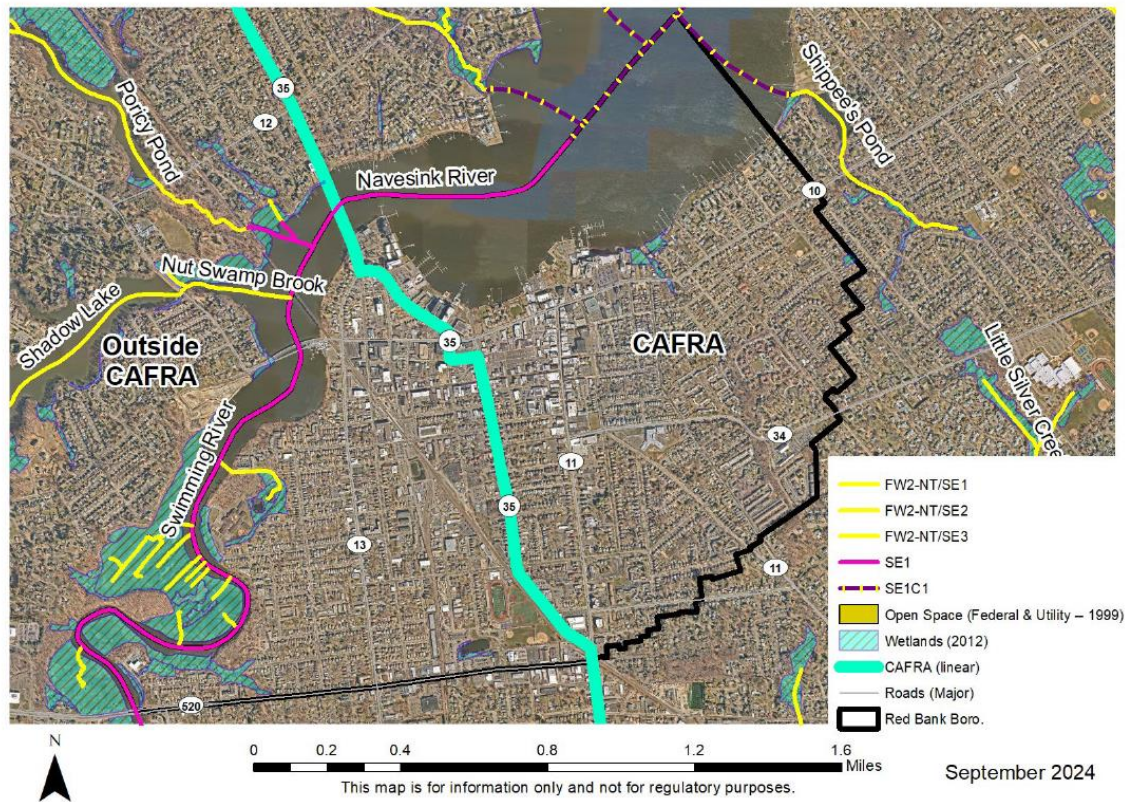 35
12
Poricy Pond
Shippee's Pond
Navesink River
10
Nut Swamp Brook
Shadow Lake
Outside
CAFRA
35
CAFRA
Little Silver Cree
Swimming River
34
11
35
13
11
520
FW2-NT/SE1
FW2-NT/SE2
FW2-NT/SE3
SE1
SE1C1
Open Space (Federal & Utility – 1999)
Wetlands (2012)
CAFRA (linear)
Roads (Major)
Red Bank Boro.
N
0 0.2 0.4 0.8 1.2 1.6
Miles
This map is for information only and not for regulatory purposes.
September 2024